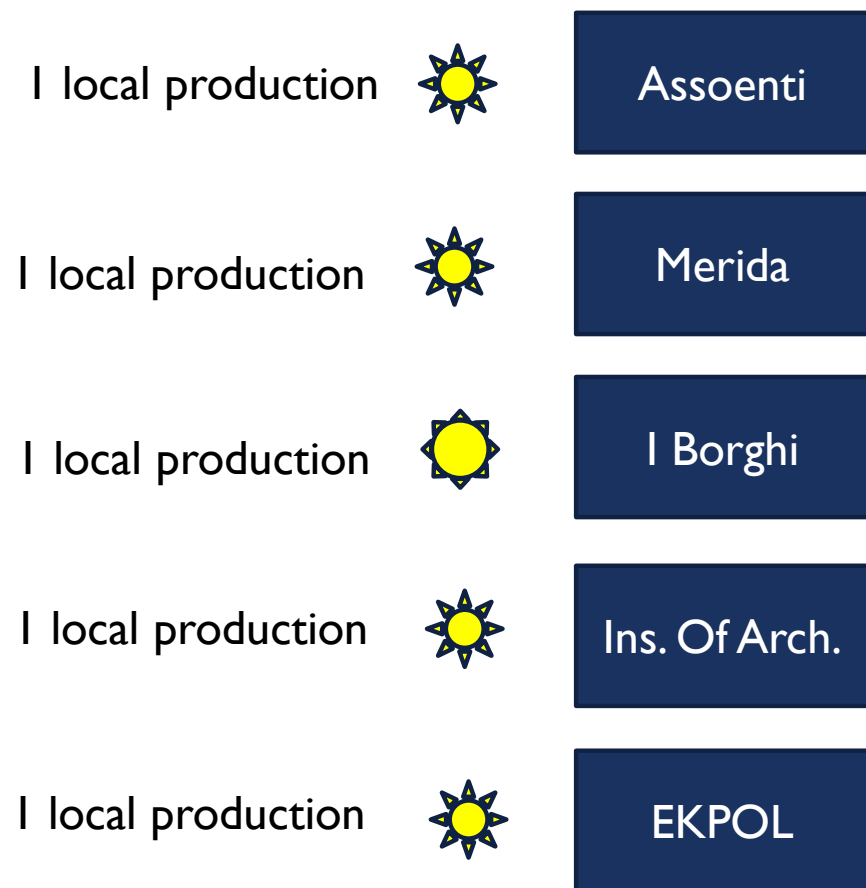 1 local production
Assoenti
1 local production
Merida
1 local production
I Borghi
1 local production
Ins. Of Arch.
1 local production
EKPOL